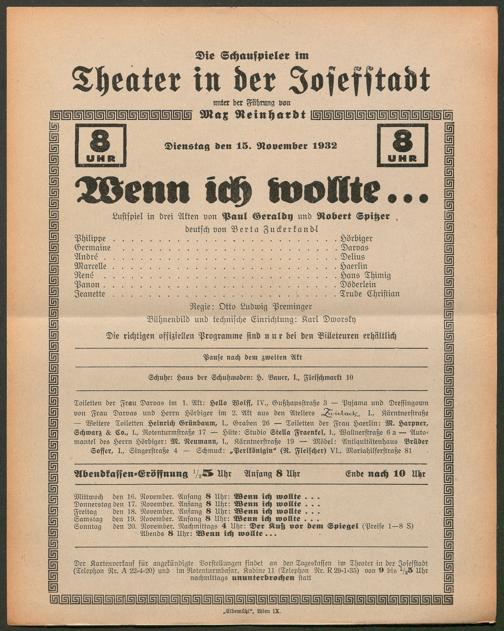 Die Schauspieler im
Theater in der Josefstadt
unter der Führung von
Max Reinhardt
8 UHR
Dienstag den 15. November 1932
8 UHR
Wenn ich wollte ...
Lustspiel in drei Akten von Paul Geraldy und Robert Spitzer
deutsch von Berta Zuckerkandl
Philippe . . . Hörbiger
Germaine . . . Darvas
André . . . Delius
Marcelle . . . Haerlin
René . . . Hans Thimig
Panon . . . Döderlein
Jeanette . . . Trude Christian
Regie: Otto Ludwig Preminger
Bühnenbild und technische Einrichtung: Karl Dworsky
Die richtigen offiziellen Programme sind nur bei den Billeteuren erhältlich
Pause nach dem zweiten Akt
Schuhe: Haus der Schuhmoden: H. Bauer, I., Fleischmarkt 10
Toiletten der Frau Darvas im 1. Akt: Hello Wolff, IV., Gußhausstraße 3 — Pyjama und Dressinggown
von Frau Darvas und Herrn Hörbiger im 2. Akt aus den Ateliers Zwieback I., Kärntnerstraße
— Weitere Toiletten Heinrich Grünbaum, I., Graben 26 — Toiletten der Frau Haerlin: M. Harpner,
Schwarz & Co., I., Rotenturmstraße 17 — Hüte: Studio Stella Fraenkel, I., Seilerstraße 6 a — Auto-
mantel des Herrn Hörbiger: M. Neumann, I., Kärntnerstraße 19 — Möbel: Antiquitätenhaus Brüder
Soffer, I., Singerstraße 4 — Schmuck: „Perlkönigin“ (R. Fleischer) VI., Mariahilferstraße 81
Abendkassen-Eröffnung 1/2 5 Uhr Anfang 8 Uhr Ende nach 10 Uhr
Mittwoch den 16. November. Anfang 8 Uhr: Wenn ich wollte ...
Donnerstag den 17. November. Anfang 8 Uhr: Wenn ich wollte ...
Freitag den 18. November. Anfang 8 Uhr: Wenn ich wollte ...
Samstag den 19. November. Anfang 8 Uhr: Wenn ich wollte ...
Sonntag den 20. November. Nachmittags 4 Uhr: Der Kuß vor dem Spiegel (Preise 1—8 S)
Abends 8 Uhr: Wenn ich wollte ...
Der Kartenverkauf für angekündigte Vorstellungen findet an den Tageskassen im Theater in der Josefstadt
(Telephon Nr. A 22-4-20) und im Rotenturmbasar, Kabine 11 (Telephon Nr. R 29-1-35) von 9 bis 1/2 5 Uhr
nachmittags ununterbrochen statt
„Elbemühl“, Wien IX.